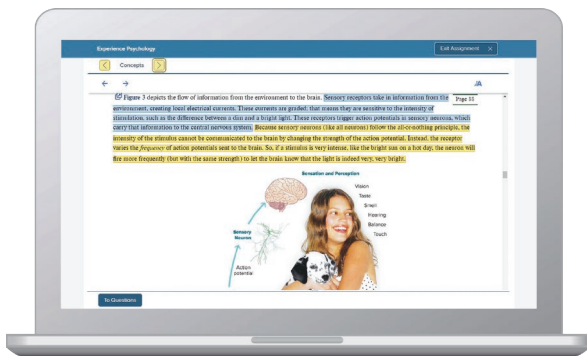 Experience Psychology
Exit Assignment ×
Concepts
Page 11
Figure 3 depicts the flow of information from the environment to the brain. Sensory receptors take in information from the
environment, creating local electrical currents. These currents are graded; that means they are sensitive to the intensity of
stimulation, such as the difference between a dim and a bright light. These receptors trigger action potentials in sensory neurons, which
carry that information to the central nervous system. Because sensory neurons (like all neurons) follow the all-or-nothing principle, the
intensity of the stimulus cannot be communicated to the brain by changing the strength of the action potential. Instead, the receptor
varies the frequency of action potentials sent to the brain. So, if a stimulus is very intense, like the bright sun on a hot day, the neuron will
fire more frequently (but with the same strength) to let the brain know that the light is indeed very, very bright.
Sensation and Perception
Vision
Taste
Smell
Hearing
Balance
Touch
Sensory
Neuron
Action
potential
To Questions